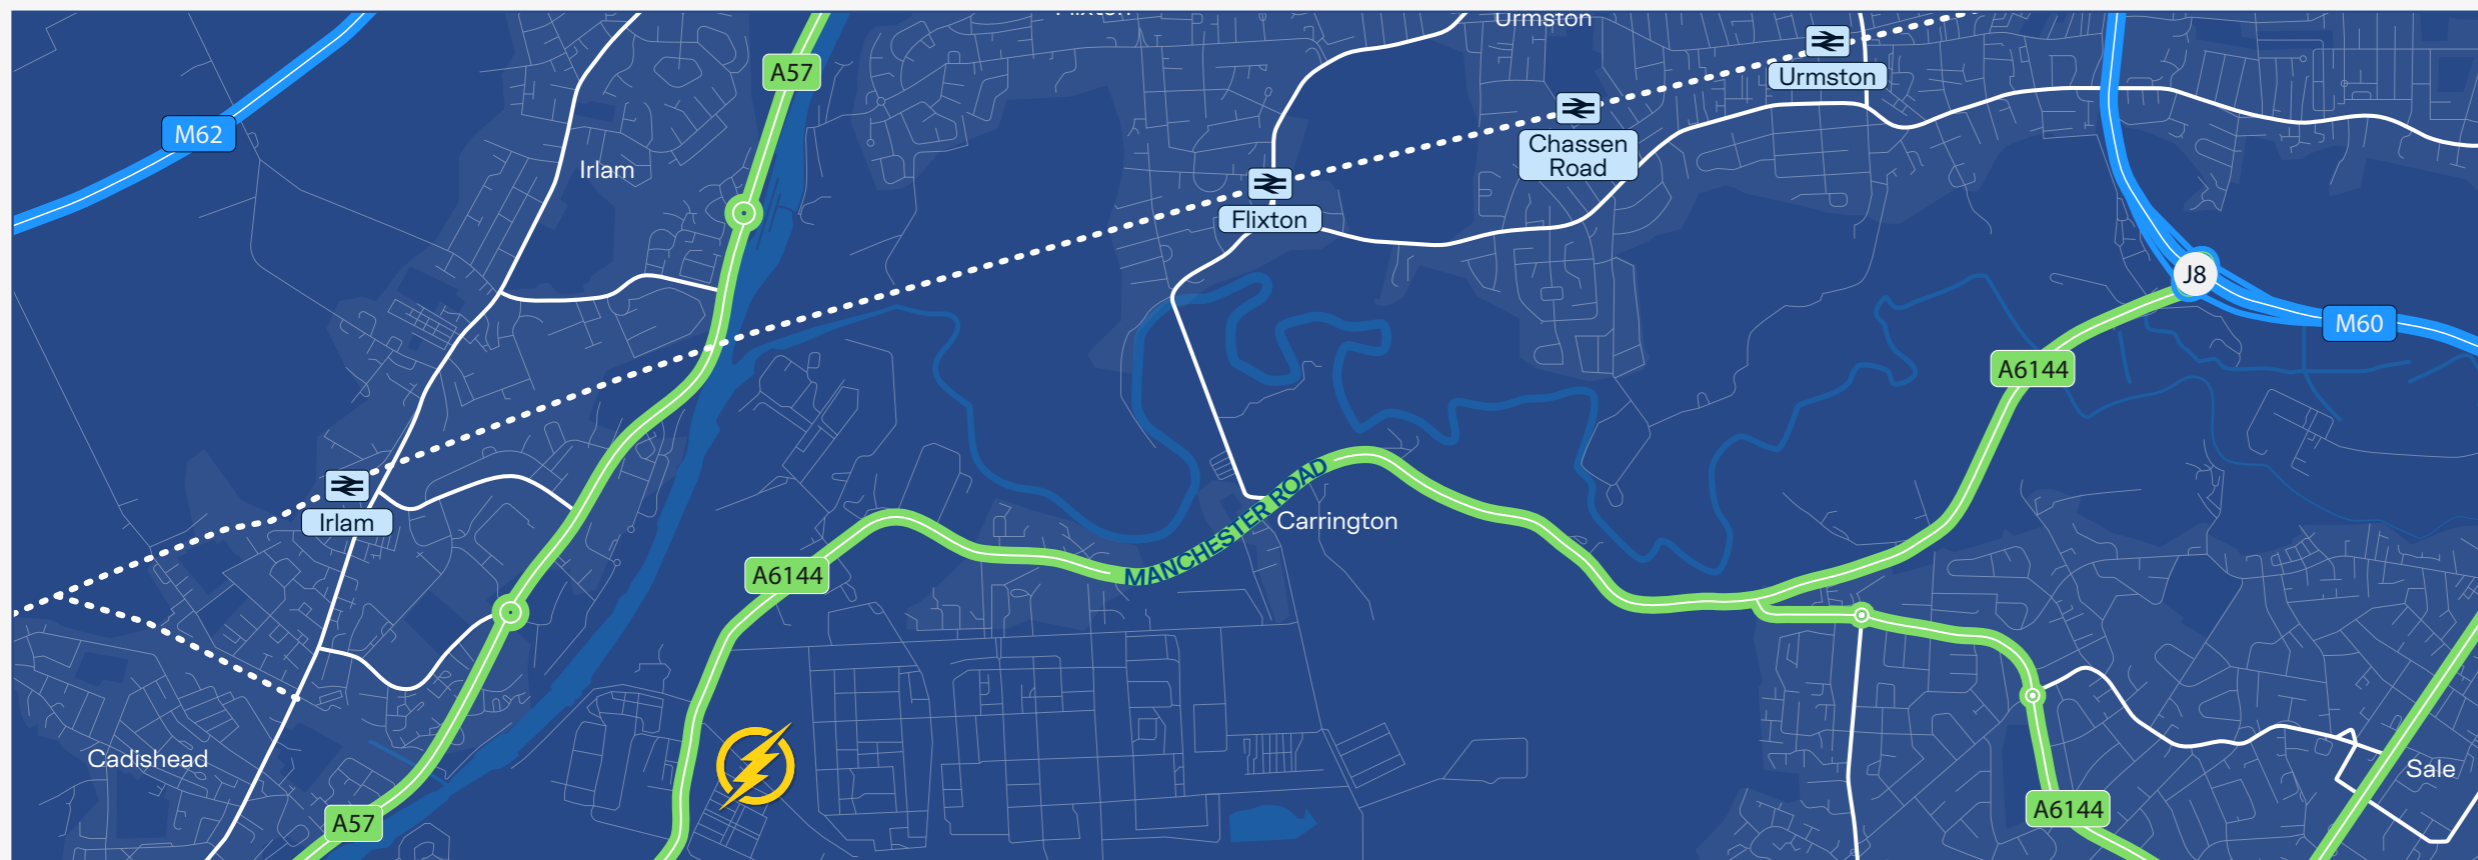 Flixton
Urmston
A57
Urmston
M62
Chassen
Road
Irlam
Flixton
J8
M60
A6144
Irlam
MANCHESTER ROAD
Carrington
A6144
Cadishead
Sale
A57
A6144